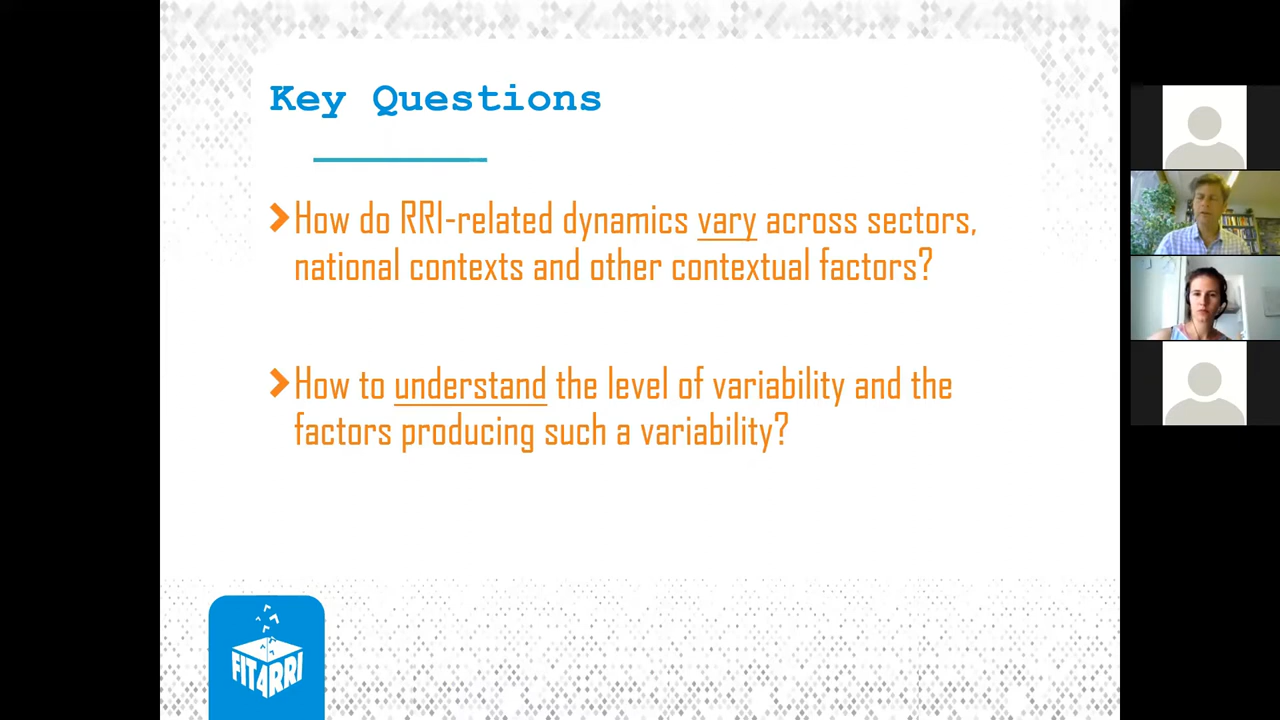 Key Questions
How do RRI-related dynamics vary across sectors,
national contexts and other contextual factors?
How to understand the level of variability and the
factors producing such a variability?
FIT4RRI